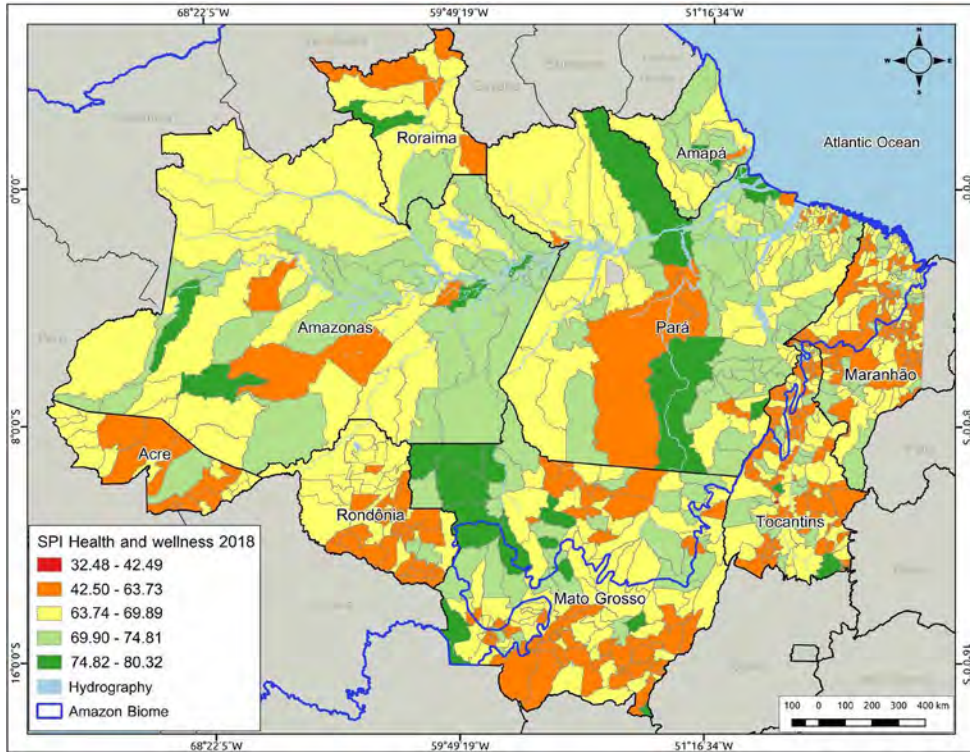 68°22'5"W
59°49'19"W
51°16'34"W
Roraima
Amapá
Atlantic Ocean
N
W
E
S
0°0'0"
0°0'0"
Amazonas
Pará
Maranhão
8°0'0"S
8°0'0"S
Acre
Rondônia
Tocantins
Mato Grosso
16°0'0"S
16°0'0"S
SPI Health and wellness 2018
32.48 - 42.49
42.50 - 63.73
63.74 - 69.89
69.90 - 74.81
74.82 - 80.32
Hydrography
Amazon Biome
100 0 100 200 300 400 km
68°22'5"W
59°49'19"W
51°16'34"W